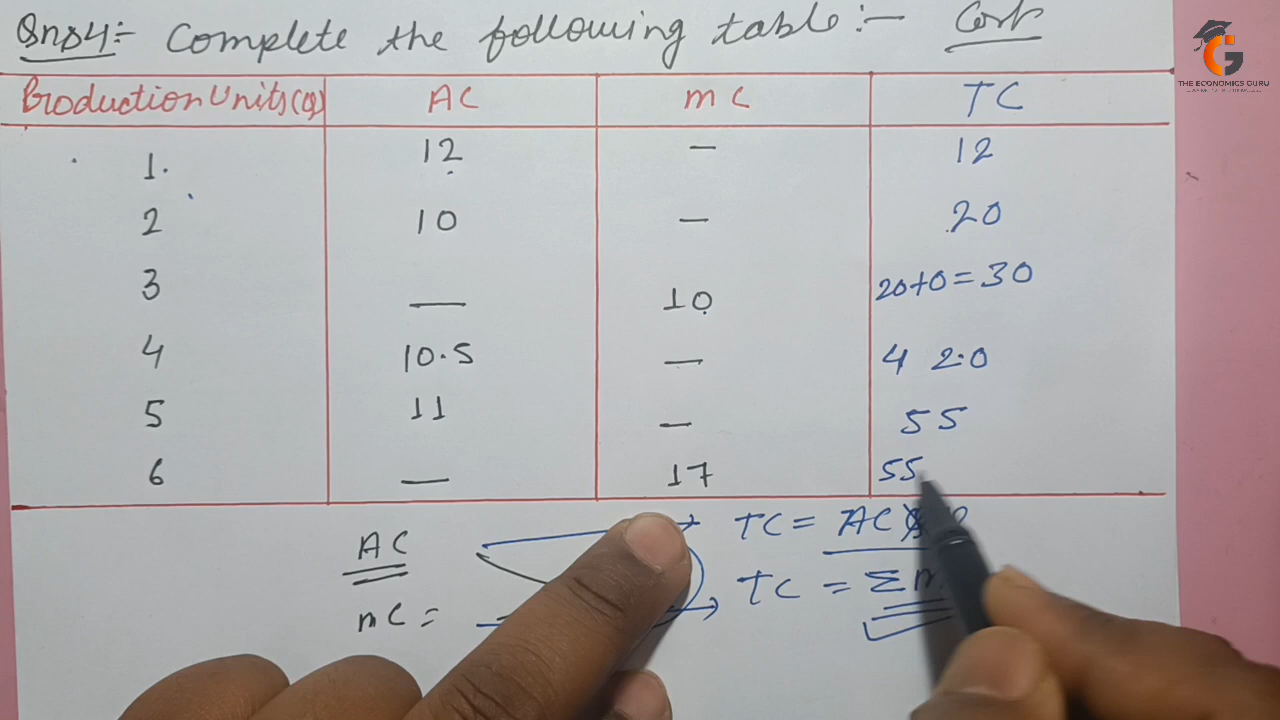 Qns4:- Complete the following table:- Cost
THE ECONOMICS GURU
Production Units(Q) AC MC TC
1. 12 - 12
2 10 - 20
3 — 10 20+0=30
4 10.5 - 42.0
5 11 - 55
6 — 17 55
AC TC = AC
MC = TC = Σ